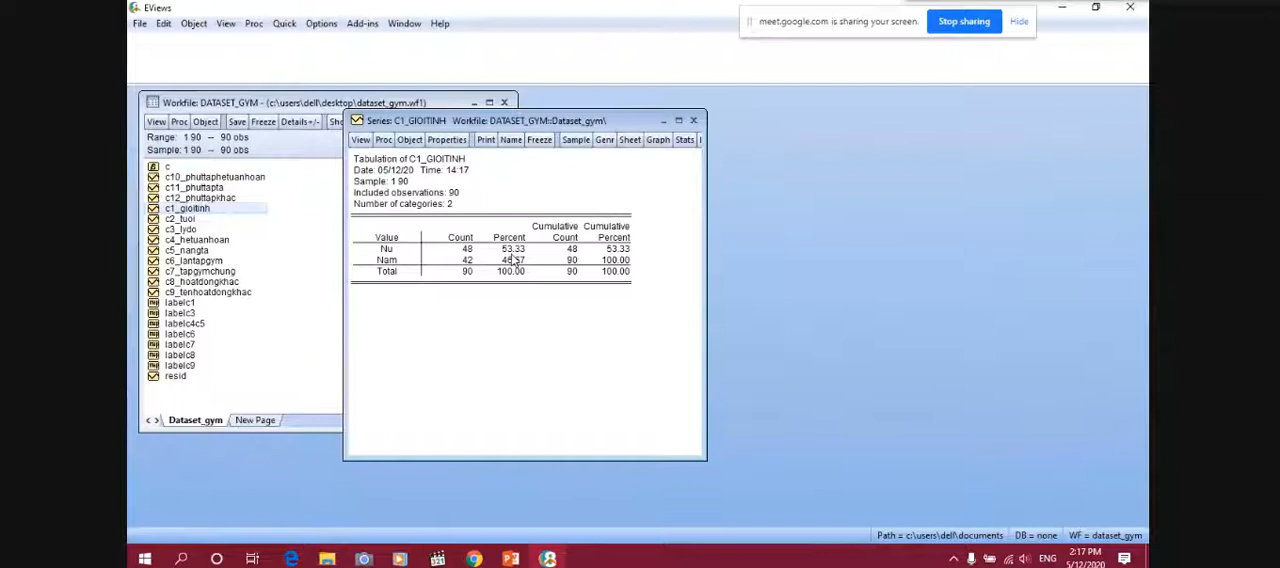 EViews
File Edit Object View Proc Quick Options Add-ins Window Help
meet.google.com is sharing your screen. Stop sharing Hide
Workfile: DATASET_GYM - (c:\users\dell\desktop\dataset_gym.wf1)
View Proc Object Save Freeze Details+/-
Range: 1 90 -- 90 obs
Sample: 1 90 -- 90 obs
c
c10_phuttaphetuanhoan
c11_phuttapta
c12_phuttapkhac
c1_gioitinh
c2_tuoi
c3_lydo
c4_hetuanhoan
c5_nangta
c6_lantapgym
c7_tapgymchung
c8_hoatdongkhac
c9_tenhoatdongkhac
labelc1
labelc3
labelc4c5
labelc6
labelc7
labelc8
labelc9
resid
Dataset_gym New Page
Series: C1_GIOITINH Workfile: DATASET_GYM::Dataset_gym\
View Proc Object Properties Print Name Freeze Sample Genr Sheet Graph Stats
Tabulation of C1_GIOITINH
Date: 05/12/20 Time: 14:17
Sample: 1 90
Included observations: 90
Number of categories: 2
Cumulative Cumulative
Value Count Percent Count Percent
Nu 48 53.33 48 53.33
Nam 42 90 100.00
Total 90 100.00 90 100.00
Path = c:\users\dell\documents DB = none WF = dataset_gym
ENG
2:17 PM
5/12/2020